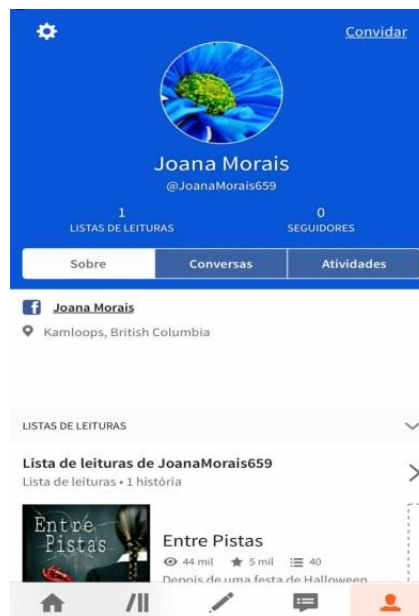 Convidar
Joana Morais
@JoanaMorais659
1
LISTAS DE LEITURAS
0
SEGUIDORES
Sobre
Conversas
Atividades
Joana Morais
Kamloops, British Columbia
LISTAS DE LEITURAS
Lista de leituras de JoanaMorais659
Lista de leituras • 1 história
Entre
Pistas
Entre Pistas
44 mil 5 mil 40
Depois de uma festa de Halloween